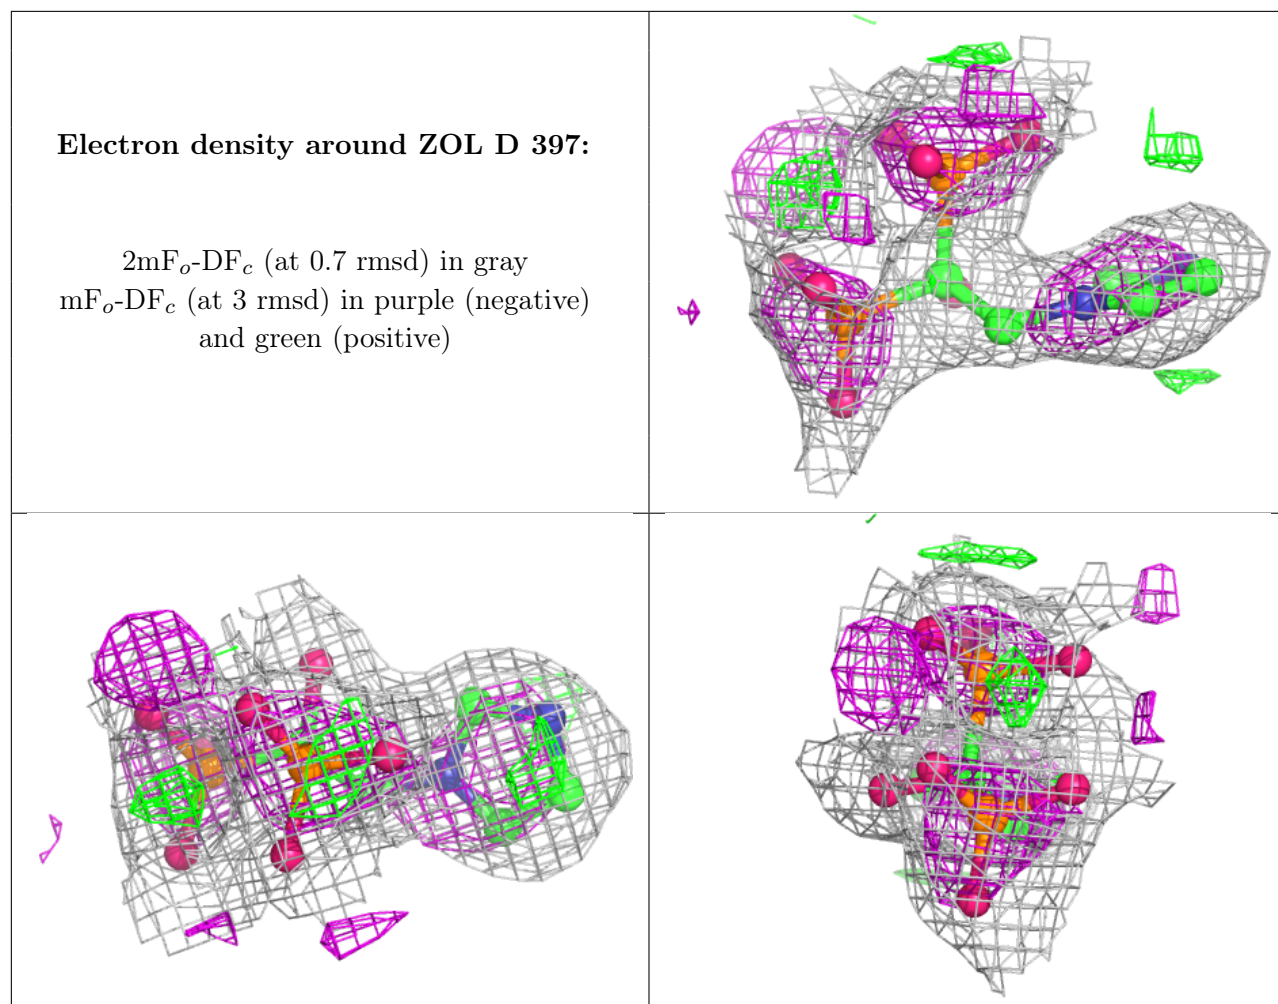 Electron density around ZOL D 397:
2mFo-DFc (at 0.7 rmsd) in gray
mFo-DFc (at 3 rmsd) in purple (negative)
and green (positive)